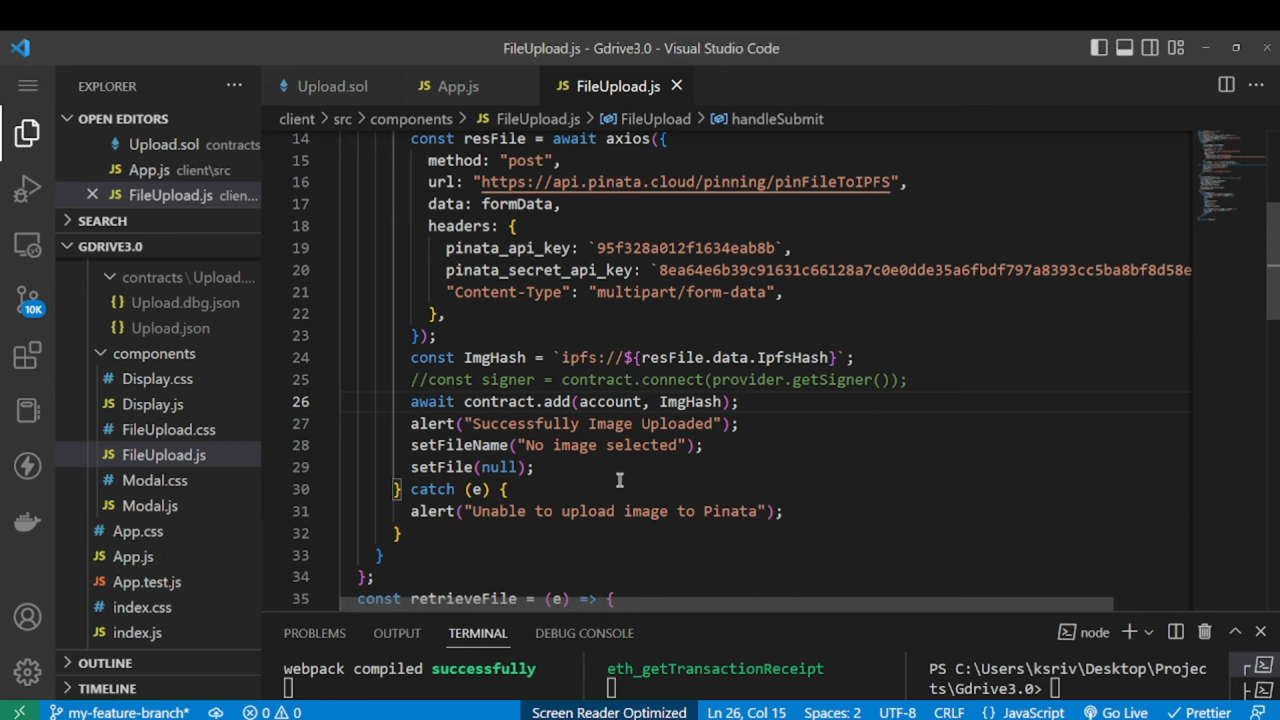 FileUpload.js - Gdrive3.0 - Visual Studio Code
EXPLORER
Upload.sol
JS App.js
JS FileUpload.js
OPEN EDITORS
Upload.sol contracts
JS App.js client\src
JS FileUpload.js clien...
SEARCH
GDRIVE3.0
contracts \ Upload....
{} Upload.dbg.json
{} Upload.json
components
# Display.css
JS Display.js
# FileUpload.css
JS FileUpload.js
# Modal.css
JS Modal.js
# App.css
JS App.js
JS App.test.js
# index.css
JS index.js
OUTLINE
TIMELINE
10K
client > src > components > JS FileUpload.js > FileUpload > handleSubmit
14 const resFile = await axios({
15 method: "post",
16 url: "https://api.pinata.cloud/pinning/pinFileToIPFS",
17 data: formData,
18 headers: {
19 pinata_api_key: `95f328a012f1634eab8b`,
20 pinata_secret_api_key: `8ea64e6b39c91631c66128a7c0e0dde35a6fbdf797a8393cc5ba8bf8d58e
21 "Content-Type": "multipart/form-data",
22 },
23 });
24 const ImgHash = `ipfs://${resFile.data.IpfsHash}`;
25 //const signer = contract.connect(provider.getSigner());
26 await contract.add(account, ImgHash);
27 alert("Successfully Image Uploaded");
28 setFileName("No image selected");
29 setFile(null);
30 } catch (e) {
31 alert("Unable to upload image to Pinata");
32 }
33 }
34 };
35 const retrieveFile = (e) => {
PROBLEMS OUTPUT TERMINAL DEBUG CONSOLE
node
webpack compiled successfully
eth_getTransactionReceipt
PS C:\Users\ksriv\Desktop\Projec
ts\Gdrive3.0>
my-feature-branch* 0 0 Screen Reader Optimized Ln 26, Col 15 Spaces: 2 UTF-8 CRLF {} JavaScript Go Live Prettier